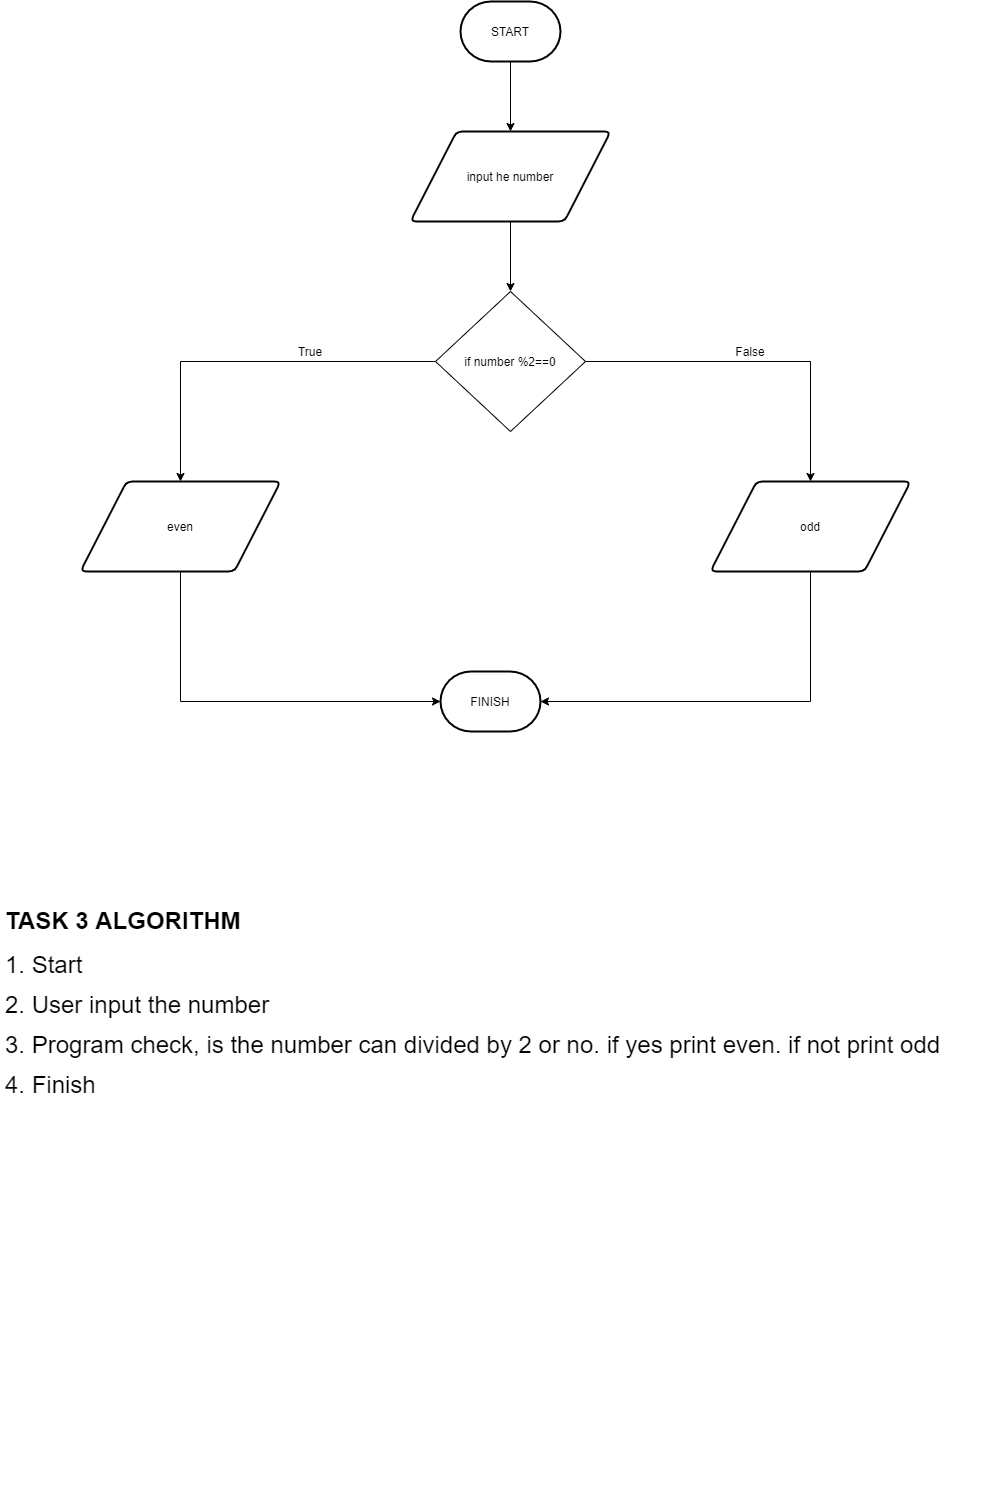 START
input he number
if number %2==0
True
False
even
odd
FINISH
TASK 3 ALGORITHM
1. Start
2. User input the number
3. Program check, is the number can divided by 2 or no. if yes print even. if not print odd
4. Finish